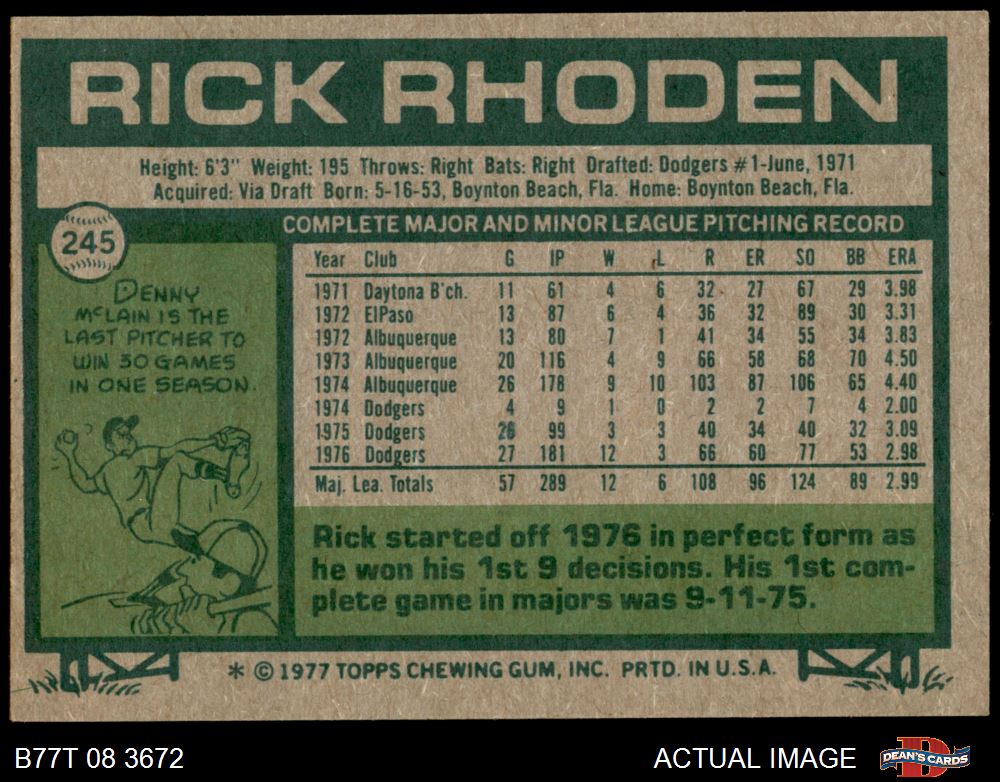 RICK RHODEN
Height: 6'3" Weight: 195 Throws: Right Bats: Right Drafted: Dodgers #1-June, 1971
Acquired: Via Draft Born: 5-16-53, Boynton Beach, Fla. Home: Boynton Beach, Fla.
245
DENNY
McLAIN IS THE
LAST PITCHER TO
WIN 30 GAMES
IN ONE SEASON.
COMPLETE MAJOR AND MINOR LEAGUE PITCHING RECORD
Year Club G IP W L R ER SO BB ERA
1971 Daytona B'ch. 11 61 4 6 32 27 67 29 3.98
1972 ElPaso 13 87 6 4 36 32 89 30 3.31
1972 Albuquerque 13 80 7 1 41 34 55 34 3.83
1973 Albuquerque 20 116 4 9 66 58 68 70 4.50
1974 Albuquerque 26 178 9 10 103 87 106 65 4.40
1974 Dodgers 4 9 1 0 2 2 7 4 2.00
1975 Dodgers 26 99 3 3 40 34 40 32 3.09
1976 Dodgers 27 181 12 3 66 60 77 53 2.98
Maj. Lea. Totals 57 289 12 6 108 96 124 89 2.99
Rick started off 1976 in perfect form as
he won his 1st 9 decisions. His 1st com-
plete game in majors was 9-11-75.
* © 1977 TOPPS CHEWING GUM, INC. PRTD. IN U.S.A.
B77T 08 3672
ACTUAL IMAGE
DEAN'S CARDS